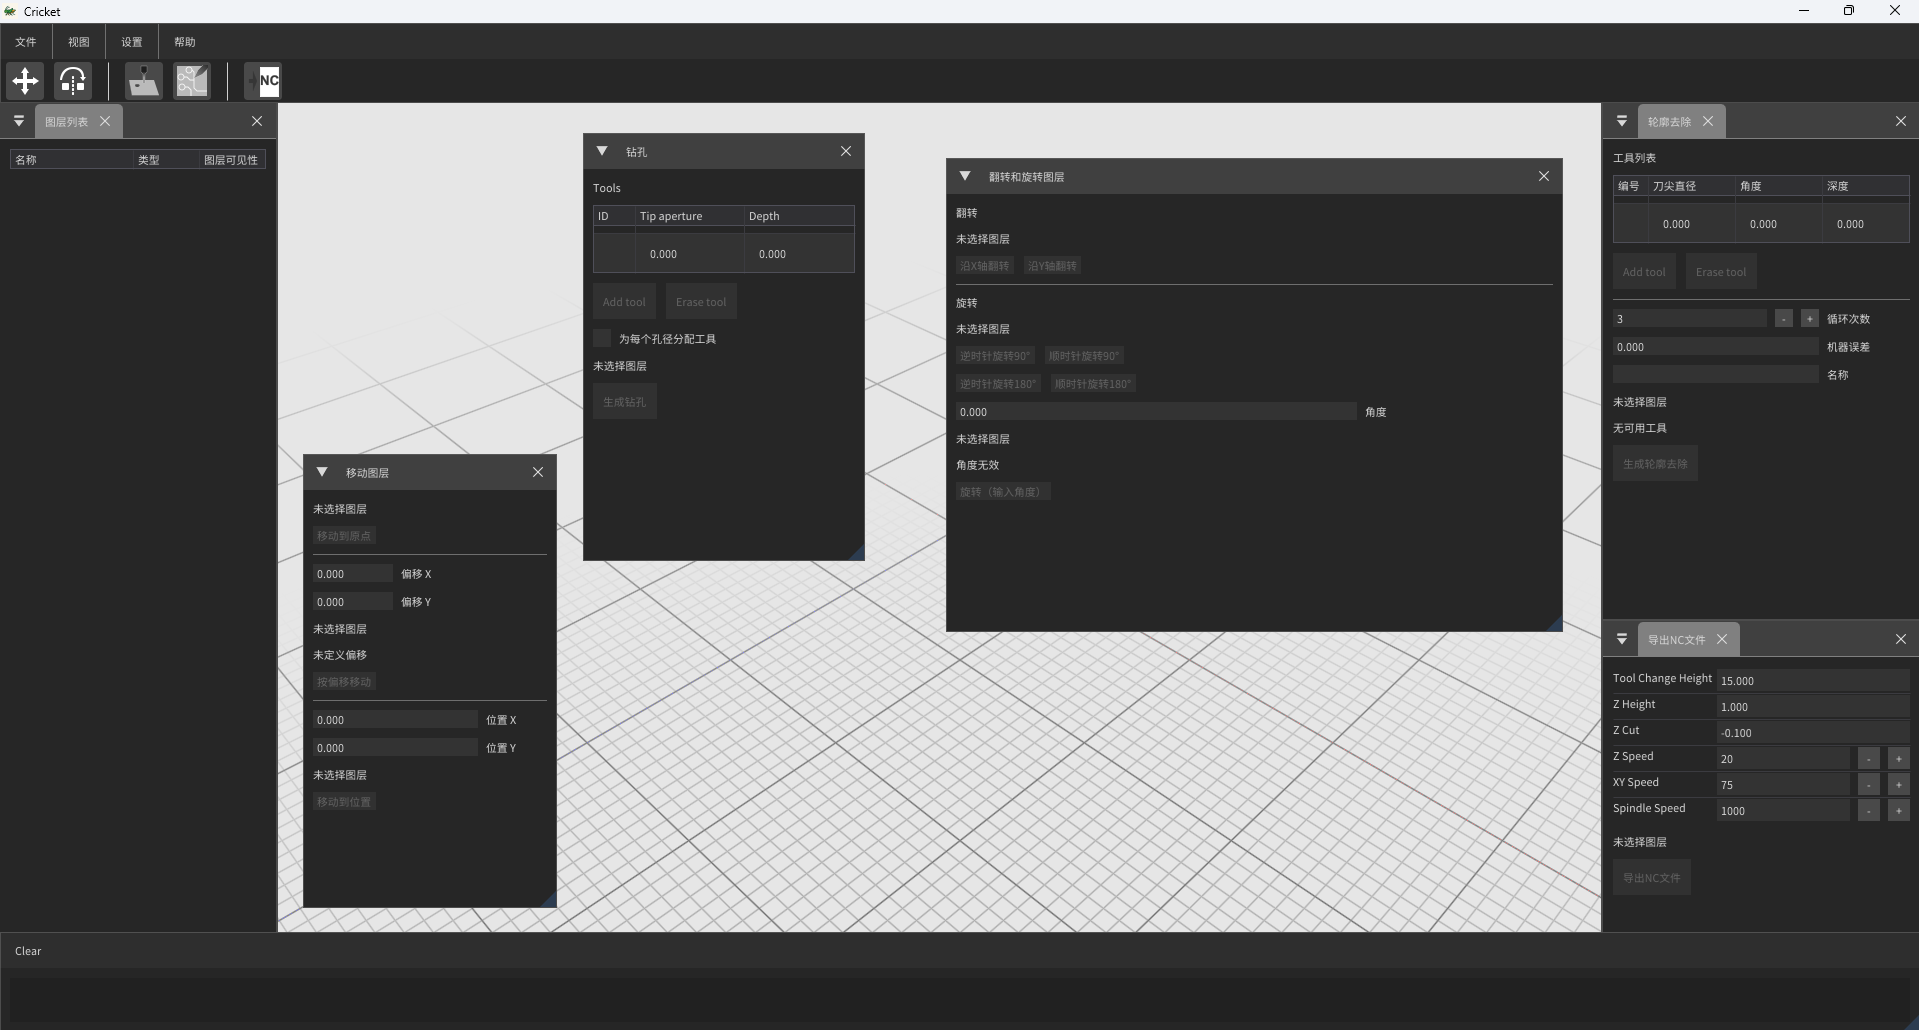 Cricket
文件 视图 设置 帮助
NC
图层列表
名称 类型 图层可见性
钻孔
Tools
ID Tip aperture Depth
0.000 0.000
Add tool Erase tool
为每个孔径分配工具
未选择图层
生成钻孔
移动图层
未选择图层
移动到原点
0.000 偏移 X
0.000 偏移 Y
未选择图层
未定义偏移
按偏移移动
0.000 位置 X
0.000 位置 Y
未选择图层
移动到位置
翻转和旋转图层
翻转
未选择图层
沿X轴翻转 沿Y轴翻转
旋转
未选择图层
逆时针旋转90° 顺时针旋转90°
逆时针旋转180° 顺时针旋转180°
0.000 角度
未选择图层
角度无效
旋转（输入角度）
轮廓去除
工具列表
编号 刀尖直径 角度 深度
0.000 0.000 0.000
Add tool Erase tool
3 - + 循环次数
0.000 机器误差
名称
未选择图层
无可用工具
生成轮廓去除
导出NC文件
Tool Change Height 15.000
Z Height 1.000
Z Cut -0.100
Z Speed 20 - +
XY Speed 75 - +
Spindle Speed 1000 - +
未选择图层
导出NC文件
Clear